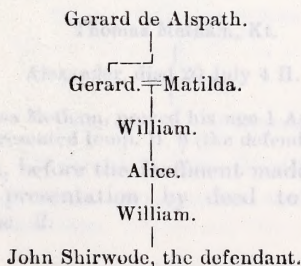 Gerard de Alspath.
Gerard.=Matilda.
William.
Alice.
William.
John Shirwode, the defendant.